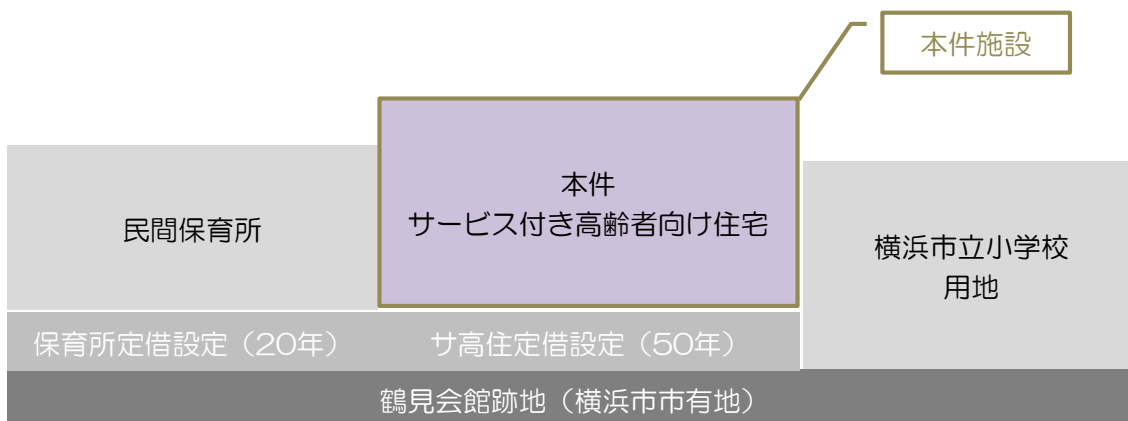 本件施設
本件
サービス付き高齢者向け住宅
民間保育所
横浜市立小学校
用地
保育所定借設定（20年）
サ高住定借設定（50年）
鶴見会館跡地（横浜市市有地）